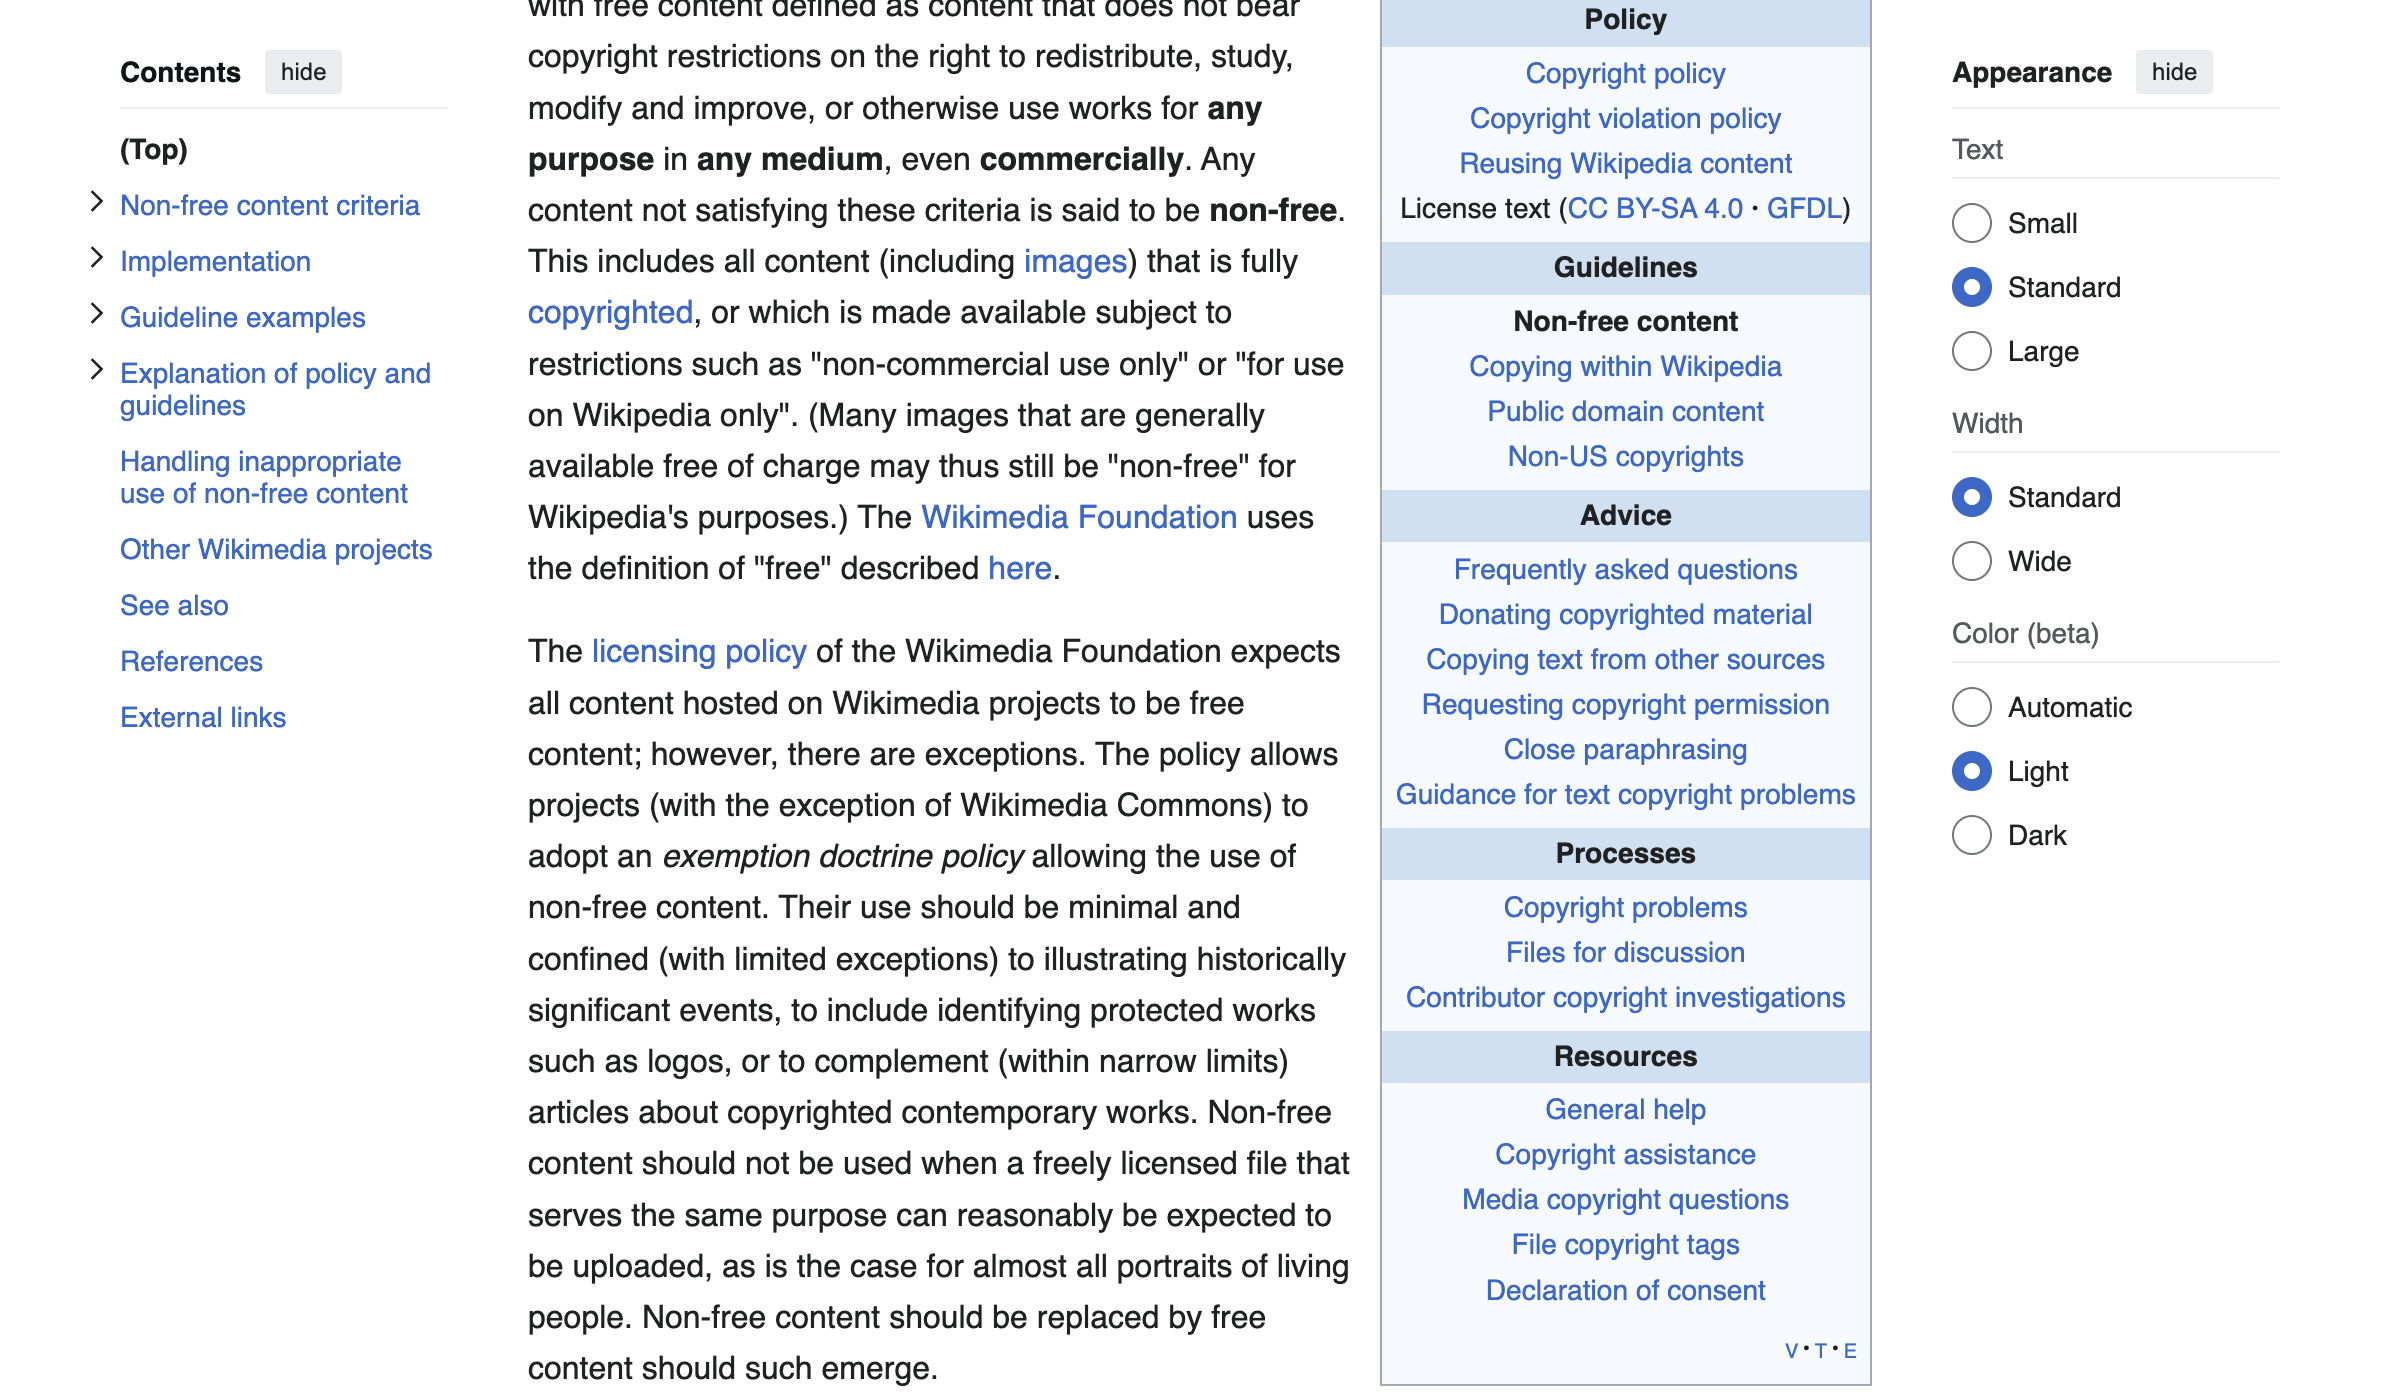 Contents hide
(Top)
Non-free content criteria
Implementation
Guideline examples
Explanation of policy and
guidelines
Handling inappropriate
use of non-free content
Other Wikimedia projects
See also
References
External links
with free content defined as content that does not bear
copyright restrictions on the right to redistribute, study,
modify and improve, or otherwise use works for any
purpose in any medium, even commercially. Any
content not satisfying these criteria is said to be non-free.
This includes all content (including images) that is fully
copyrighted, or which is made available subject to
restrictions such as "non-commercial use only" or "for use
on Wikipedia only". (Many images that are generally
available free of charge may thus still be "non-free" for
Wikipedia's purposes.) The Wikimedia Foundation uses
the definition of "free" described here.
The licensing policy of the Wikimedia Foundation expects
all content hosted on Wikimedia projects to be free
content; however, there are exceptions. The policy allows
projects (with the exception of Wikimedia Commons) to
adopt an exemption doctrine policy allowing the use of
non-free content. Their use should be minimal and
confined (with limited exceptions) to illustrating historically
significant events, to include identifying protected works
such as logos, or to complement (within narrow limits)
articles about copyrighted contemporary works. Non-free
content should not be used when a freely licensed file that
serves the same purpose can reasonably be expected to
be uploaded, as is the case for almost all portraits of living
people. Non-free content should be replaced by free
content should such emerge.
Policy
Copyright policy
Copyright violation policy
Reusing Wikipedia content
License text (CC BY-SA 4.0 · GFDL)
Guidelines
Non-free content
Copying within Wikipedia
Public domain content
Non-US copyrights
Advice
Frequently asked questions
Donating copyrighted material
Copying text from other sources
Requesting copyright permission
Close paraphrasing
Guidance for text copyright problems
Processes
Copyright problems
Files for discussion
Contributor copyright investigations
Resources
General help
Copyright assistance
Media copyright questions
File copyright tags
Declaration of consent
V · T · E
Appearance hide
Text
Small
Standard
Large
Width
Standard
Wide
Color (beta)
Automatic
Light
Dark